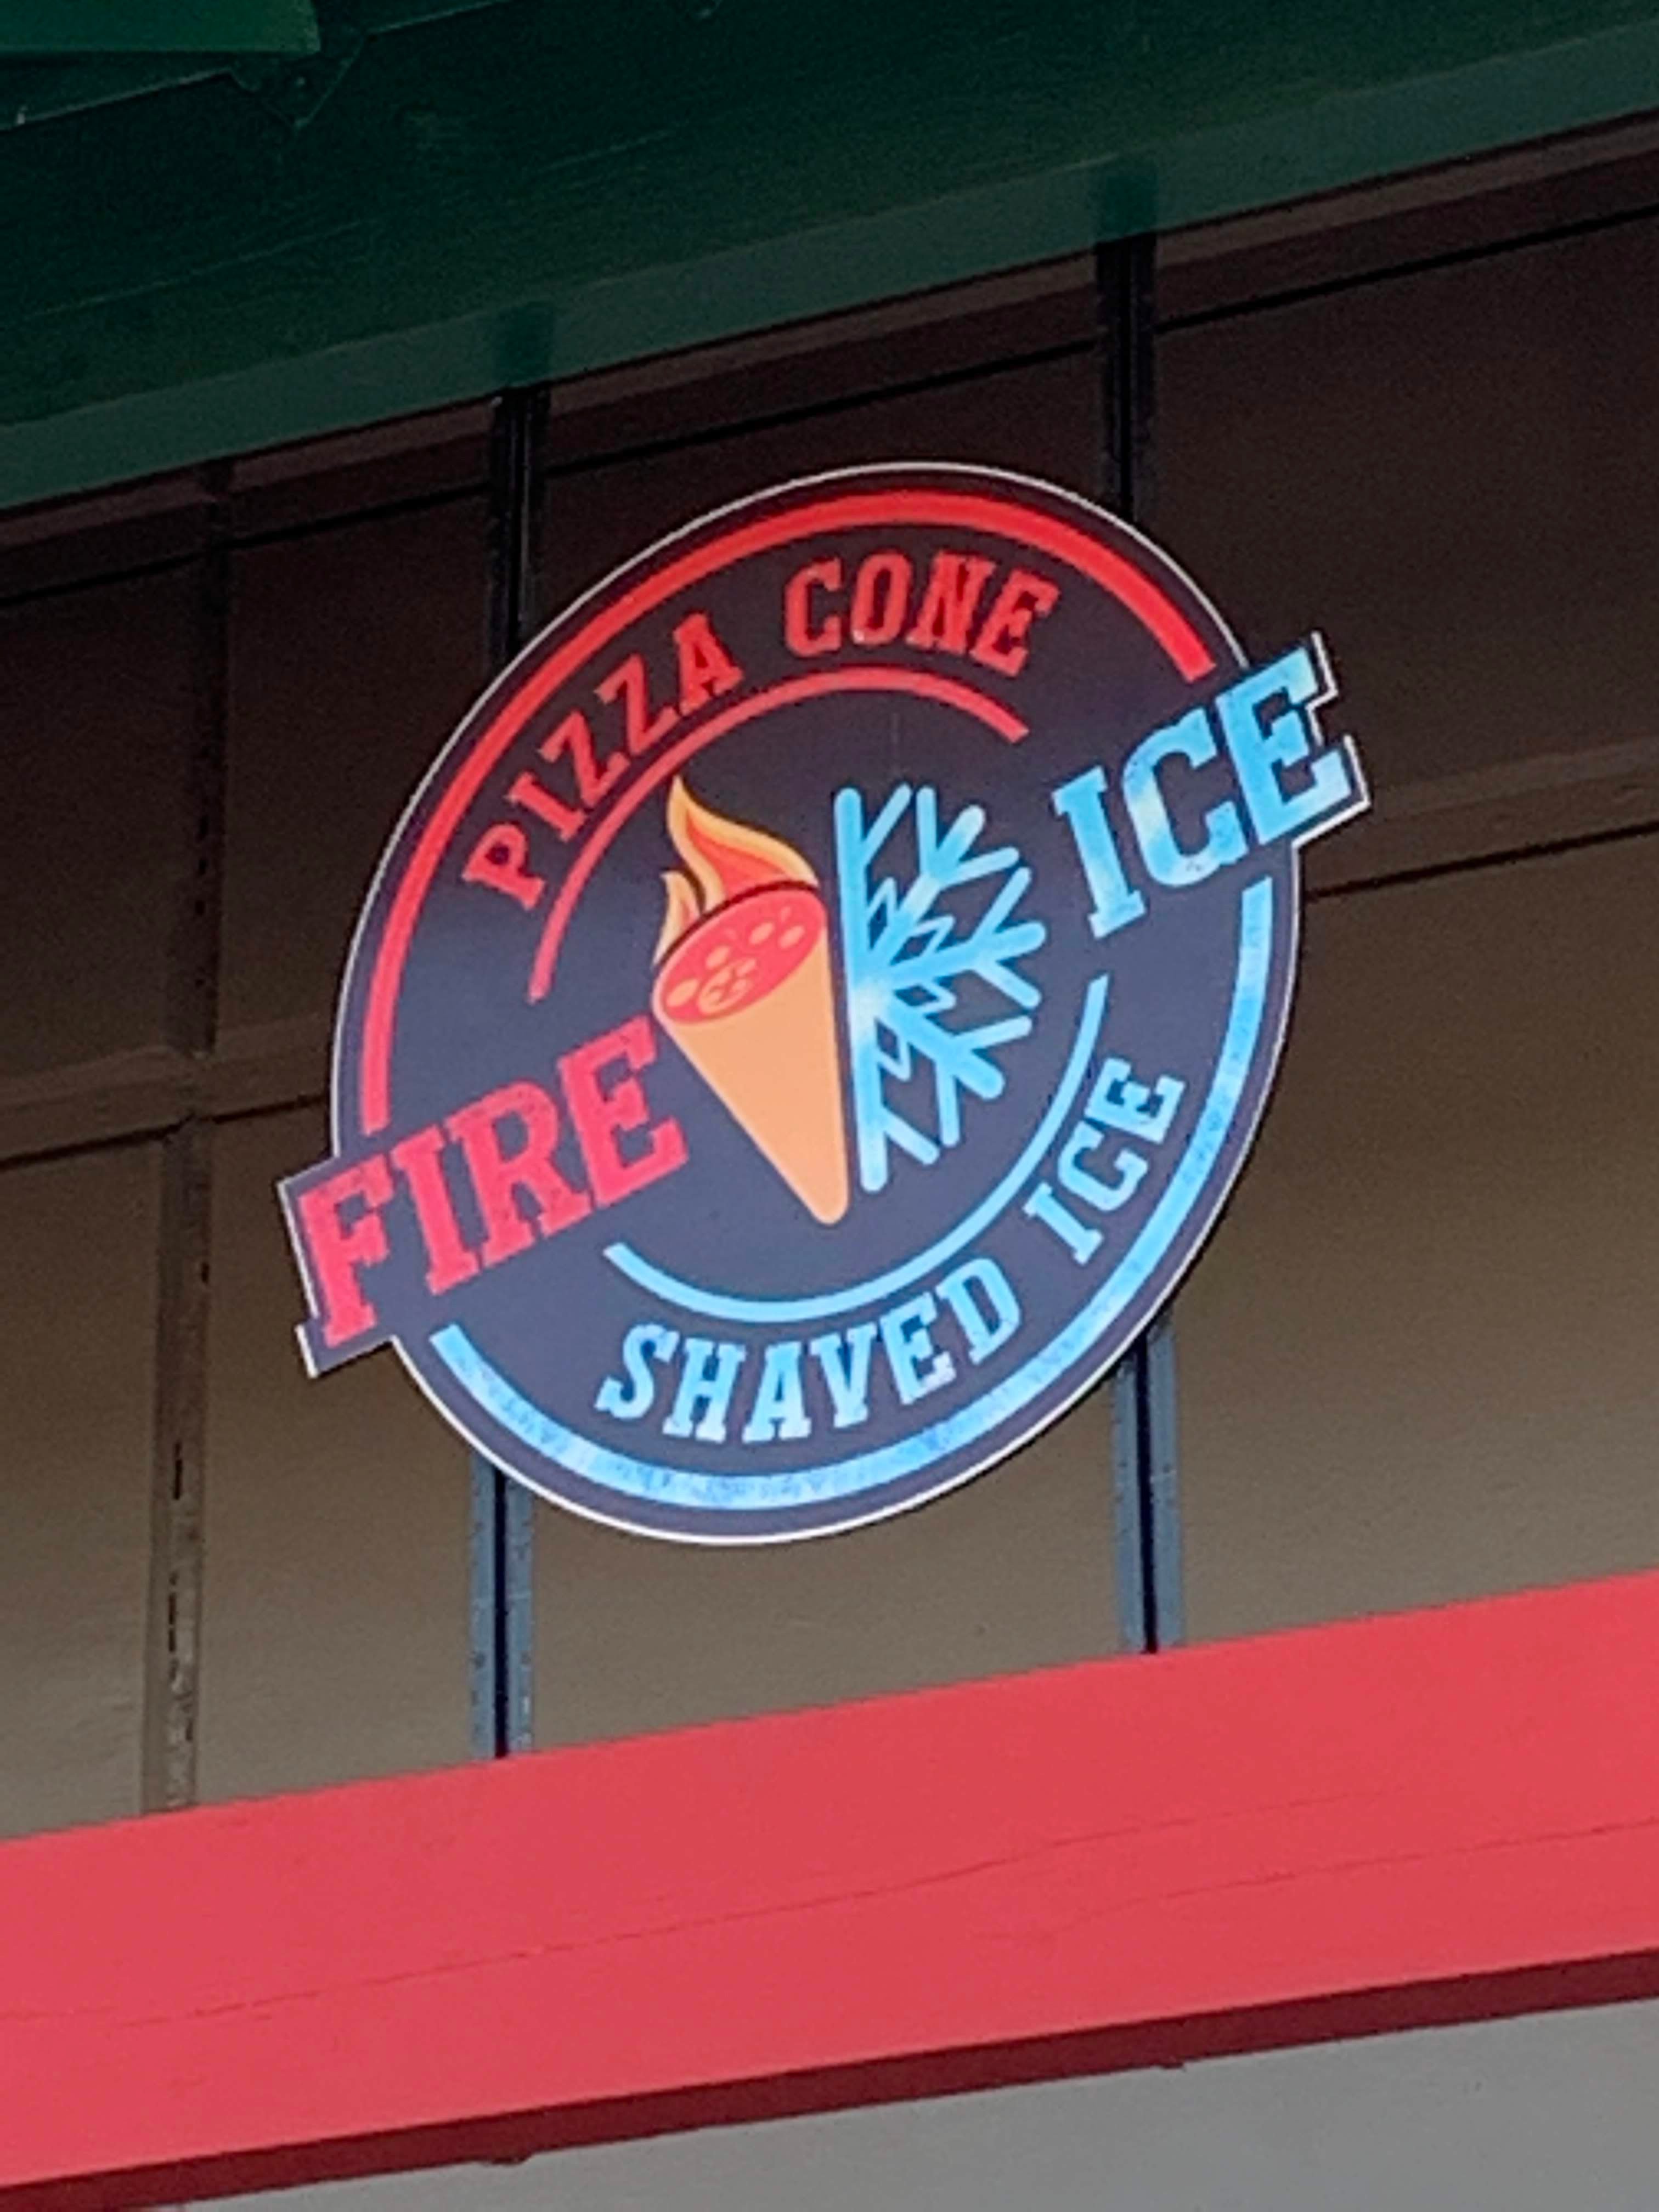 PIZZA CONE
FIRE ICE
SHAVED ICE